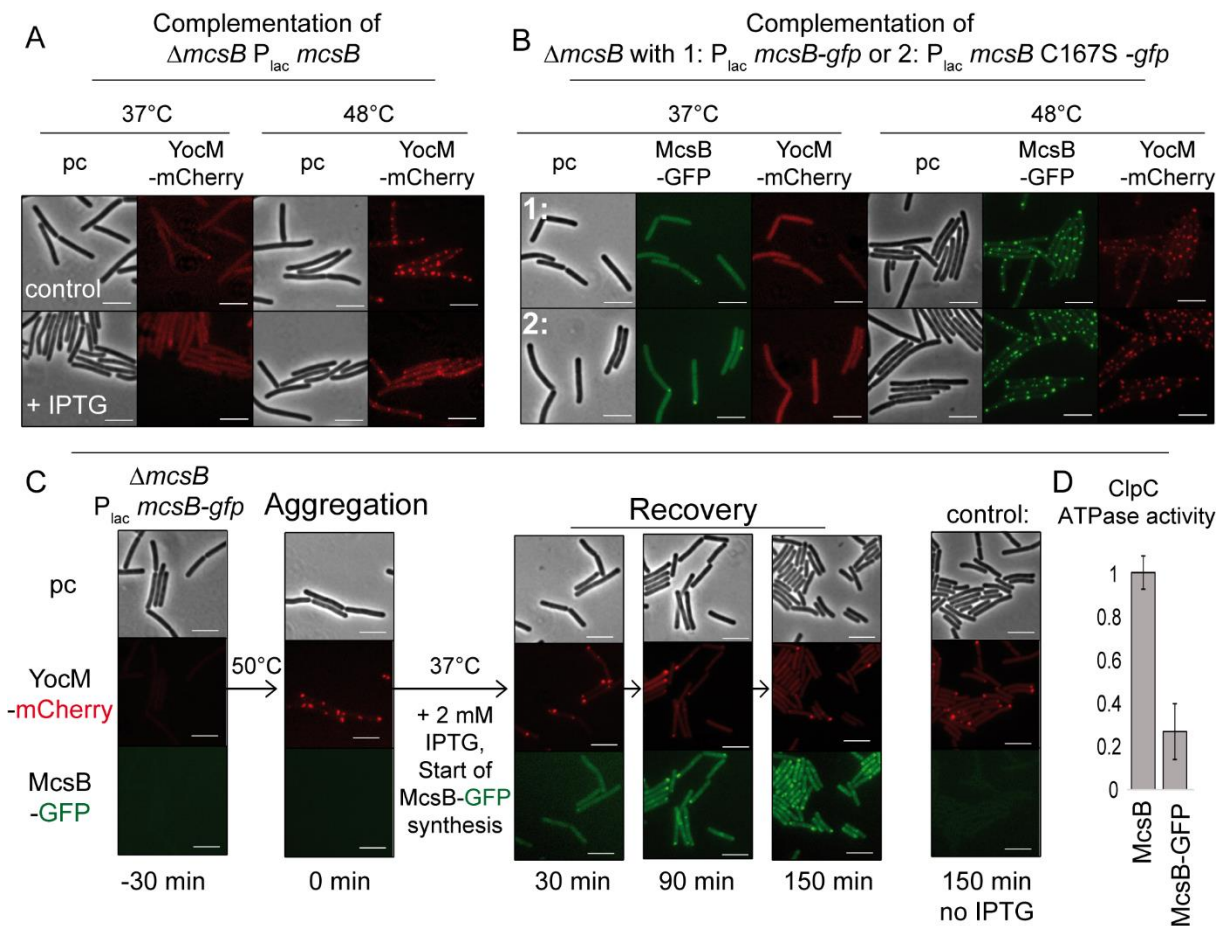 A
Complementation of
ΔmcsB Plac mcsB
37°C 48°C
pc YocM -mCherry pc YocM -mCherry
control
+ IPTG
B
Complementation of
ΔmcsB with 1: Plac mcsB-gfp or 2: Plac mcsB C167S -gfp
37°C 48°C
pc McsB -GFP YocM -mCherry pc McsB -GFP YocM -mCherry
1:
2:
C
ΔmcsB
Plac mcsB-gfp
Aggregation
Recovery
control:
pc
YocM
-mCherry
McsB
-GFP
50°C
37°C
+ 2 mM
IPTG,
Start of
McsB-GFP
synthesis
-30 min 0 min 30 min 90 min 150 min 150 min
no IPTG
D
ClpC
ATPase activity
1
0.8
0.6
0.4
0.2
0
McsB
McsB-GFP